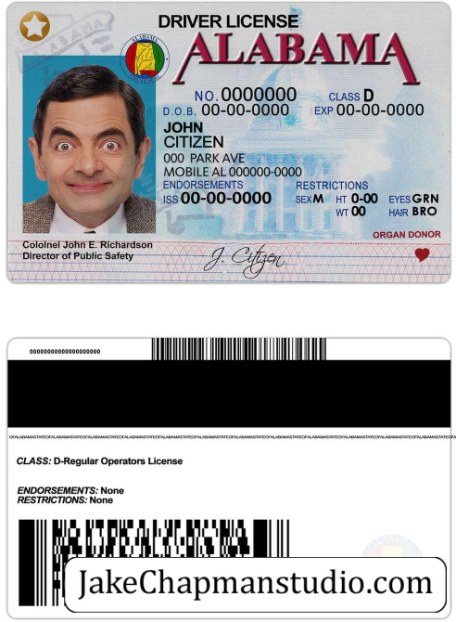 DRIVER LICENSE
ALABAMA
NO. 0000000 CLASS D
D.O.B. 00-00-0000 EXP 00-00-0000
JOHN
CITIZEN
000 PARK AVE
MOBILE AL 000000-0000
ENDORSEMENTS RESTRICTIONS
ISS 00-00-0000 SEX M HT 0-00 EYES GRN
WT 00 HAIR BRO
ORGAN DONOR
Cololnel John E. Richardson
Director of Public Safety
J. Citizen
CLASS: D-Regular Operators License
ENDORSEMENTS: None
RESTRICTIONS: None
JakeChapmanstudio.com